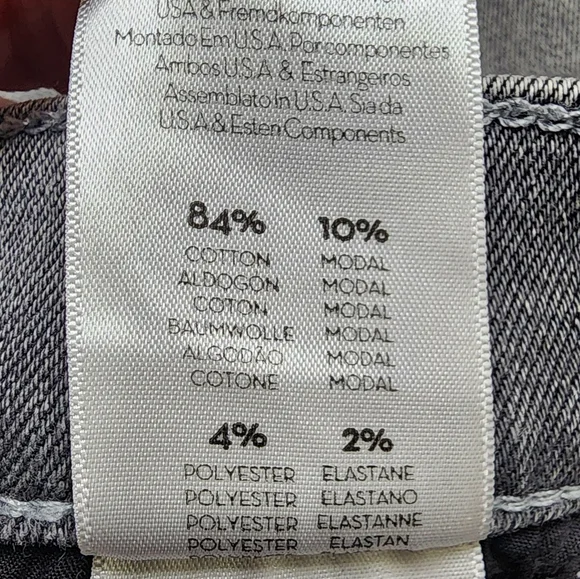 USA & Fremdkomponenten
Montado Em U.S.A. Por componentes
Ambos U.S.A & Estrangeiros
Assemblato In U.S.A. Sia da
U.S.A & Esteri Components
84% 10%
COTTON MODAL
ALDOGON MODAL
COTON MODAL
BAUMWOLLE MODAL
ALGODÃO MODAL
COTONE MODAL
4% 2%
POLYESTER ELASTANE
POLYESTER ELASTANO
POLYESTER ELASTANNE
POLYESTER ELASTAN